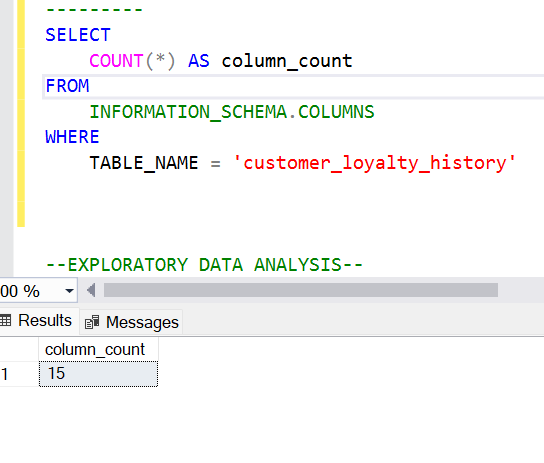 ---------
SELECT
COUNT(*) AS column_count
FROM
INFORMATION_SCHEMA.COLUMNS
WHERE
TABLE_NAME = 'customer_loyalty_history'
--EXPLORATORY DATA ANALYSIS--
00 %
Results Messages
column_count
1 15